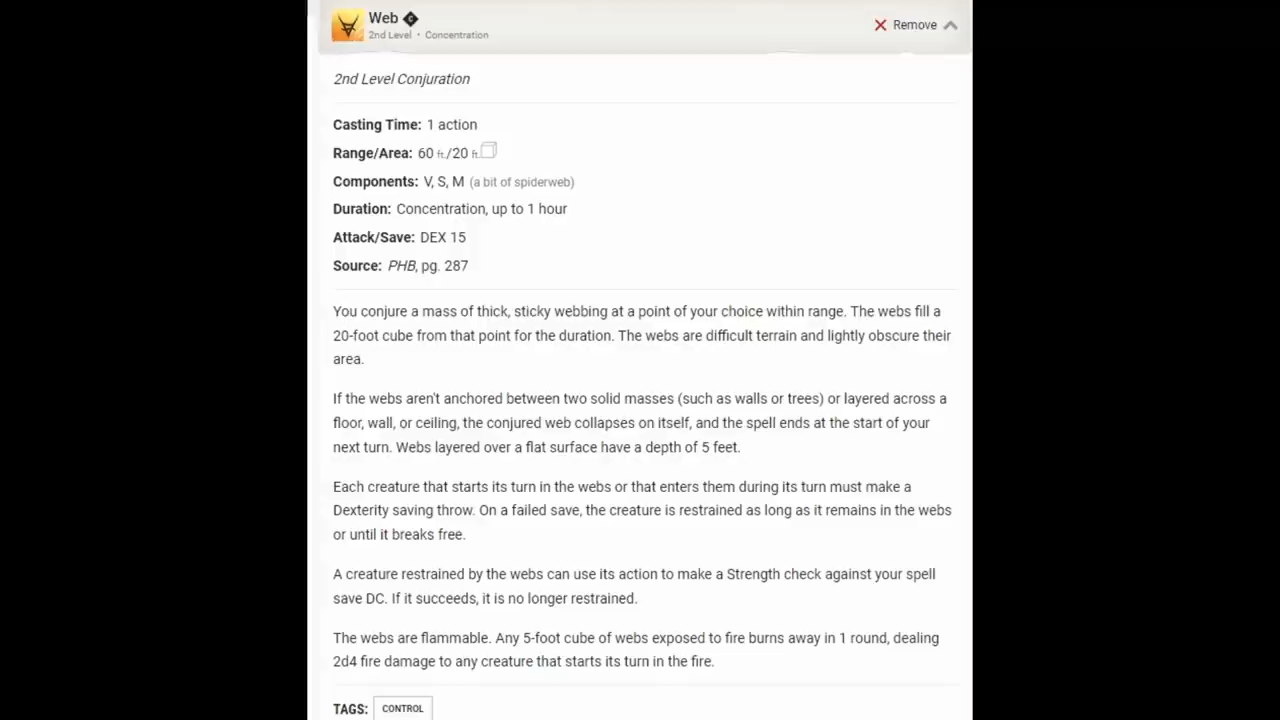 Web C
Remove
2nd Level • Concentration
2nd Level Conjuration
Casting Time: 1 action
Range/Area: 60 ft./20 ft.
Components: V, S, M (a bit of spiderweb)
Duration: Concentration, up to 1 hour
Attack/Save: DEX 15
Source: PHB, pg. 287
You conjure a mass of thick, sticky webbing at a point of your choice within range. The webs fill a
20-foot cube from that point for the duration. The webs are difficult terrain and lightly obscure their
area.
If the webs aren't anchored between two solid masses (such as walls or trees) or layered across a
floor, wall, or ceiling, the conjured web collapses on itself, and the spell ends at the start of your
next turn. Webs layered over a flat surface have a depth of 5 feet.
Each creature that starts its turn in the webs or that enters them during its turn must make a
Dexterity saving throw. On a failed save, the creature is restrained as long as it remains in the webs
or until it breaks free.
A creature restrained by the webs can use its action to make a Strength check against your spell
save DC. If it succeeds, it is no longer restrained.
The webs are flammable. Any 5-foot cube of webs exposed to fire burns away in 1 round, dealing
2d4 fire damage to any creature that starts its turn in the fire.
TAGS: CONTROL